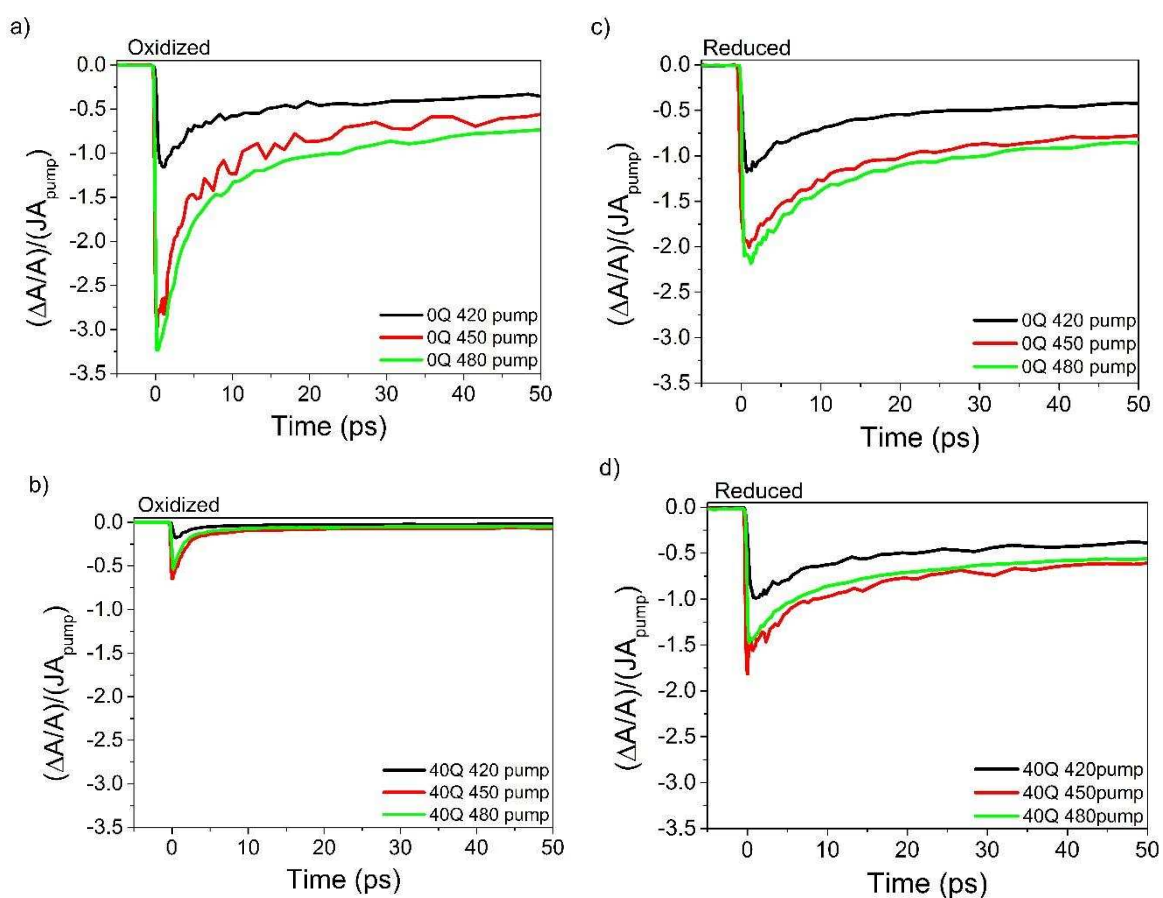 a)
Oxidized
0.0
-0.5
-1.0
-1.5
-2.0
-2.5
-3.0
-3.5
(ΔA/A)/(JA_pump)
0Q 420 pump
0Q 450 pump
0Q 480 pump
0 10 20 30 40 50
Time (ps)
c)
Reduced
0.0
-0.5
-1.0
-1.5
-2.0
-2.5
-3.0
-3.5
(ΔA/A)/(JA_pump)
0Q 420 pump
0Q 450 pump
0Q 480 pump
0 10 20 30 40 50
Time (ps)
b)
Oxidized
0.0
-0.5
-1.0
-1.5
-2.0
-2.5
-3.0
-3.5
(ΔA/A)/(JA_pump)
40Q 420 pump
40Q 450 pump
40Q 480 pump
0 10 20 30 40 50
Time (ps)
d)
Reduced
0.0
-0.5
-1.0
-1.5
-2.0
-2.5
-3.0
-3.5
(ΔA/A)/(JA_pump)
40Q 420pump
40Q 450pump
40Q 480pump
0 10 20 30 40 50
Time (ps)